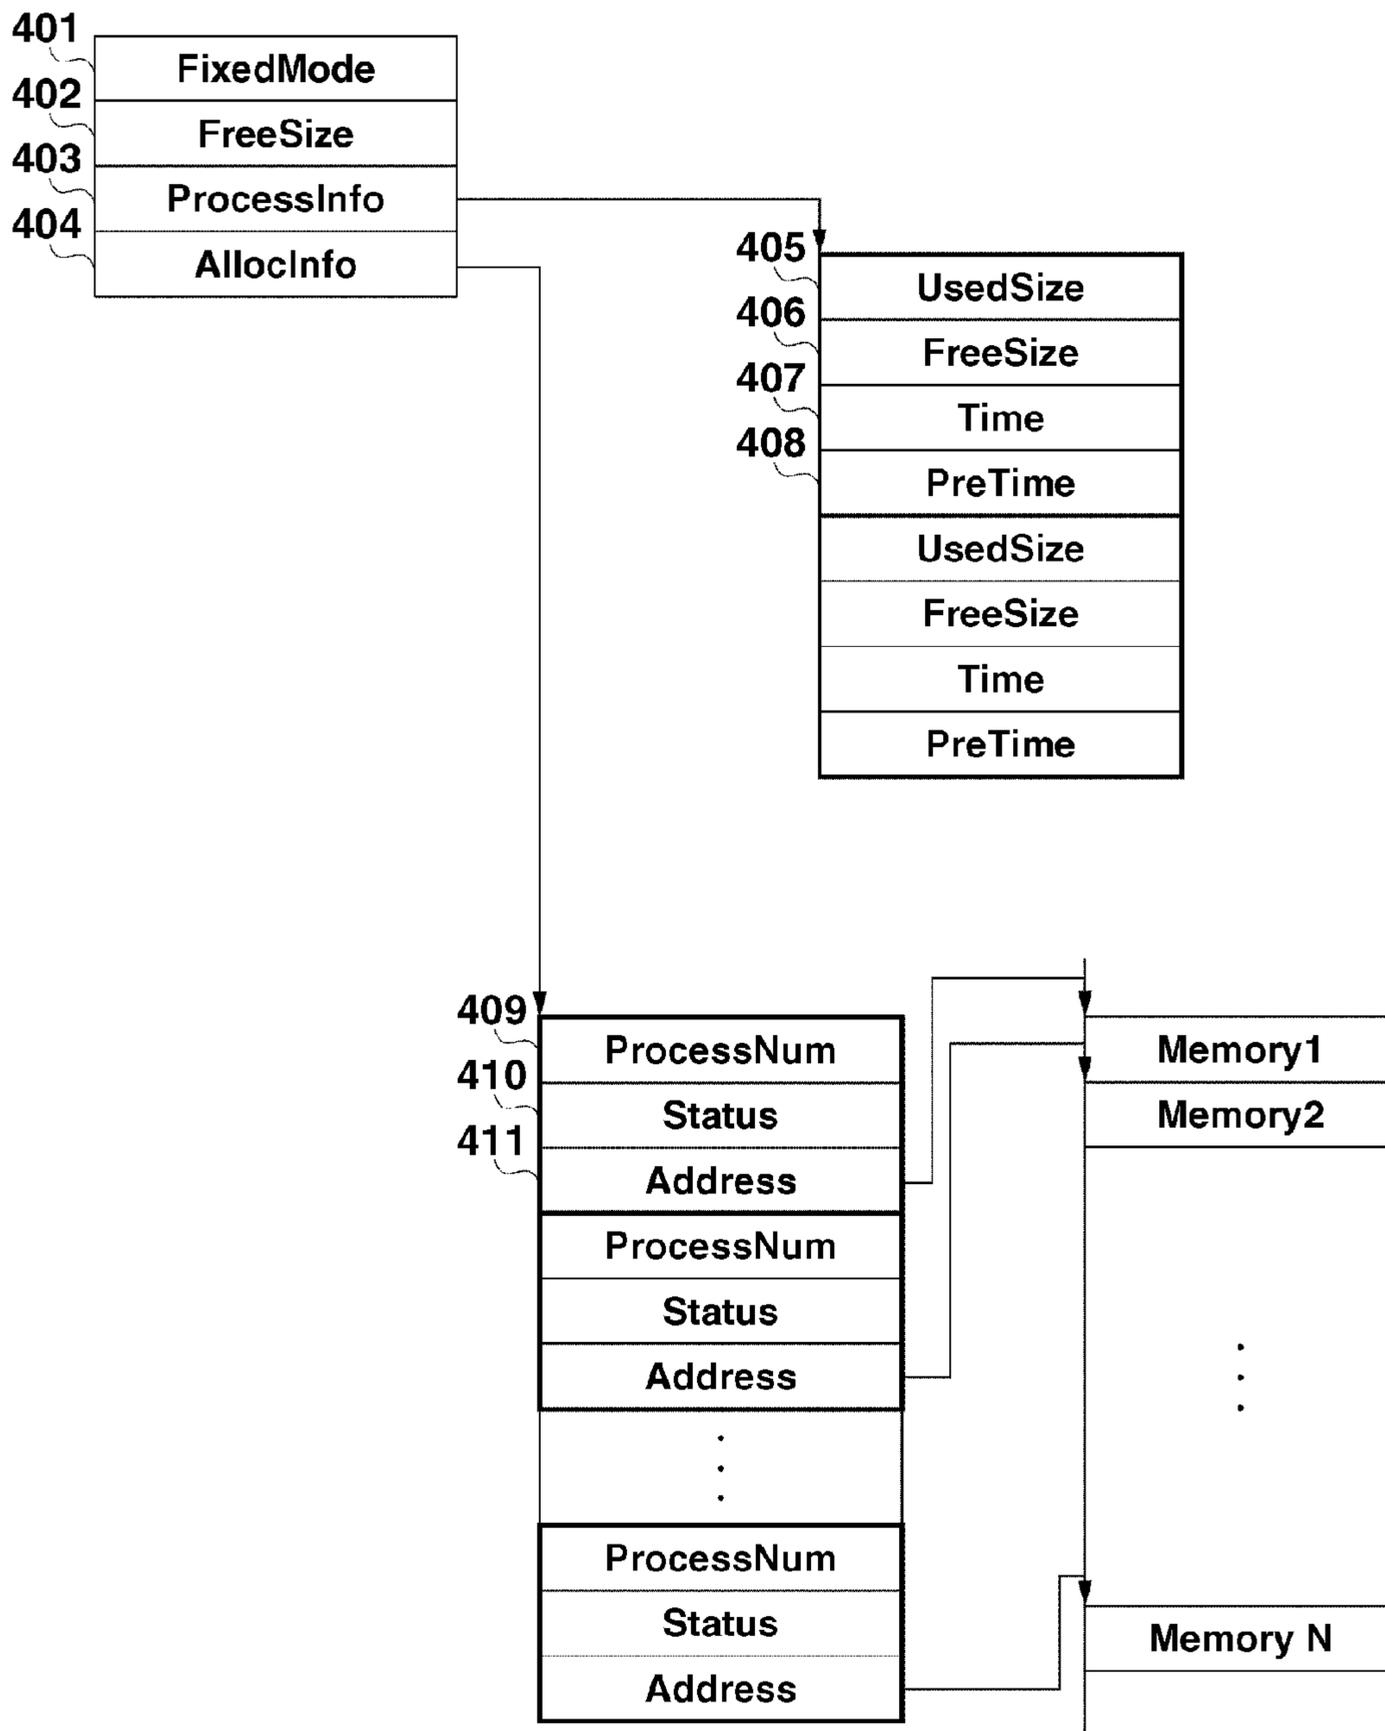 401
FixedMode
402
FreeSize
403
ProcessInfo
404
AllocInfo
405
UsedSize
406
FreeSize
407
Time
408
PreTime
UsedSize
FreeSize
Time
PreTime
409
ProcessNum
410
Status
411
Address
ProcessNum
Status
Address
ProcessNum
Status
Address
Memory1
Memory2
Memory N